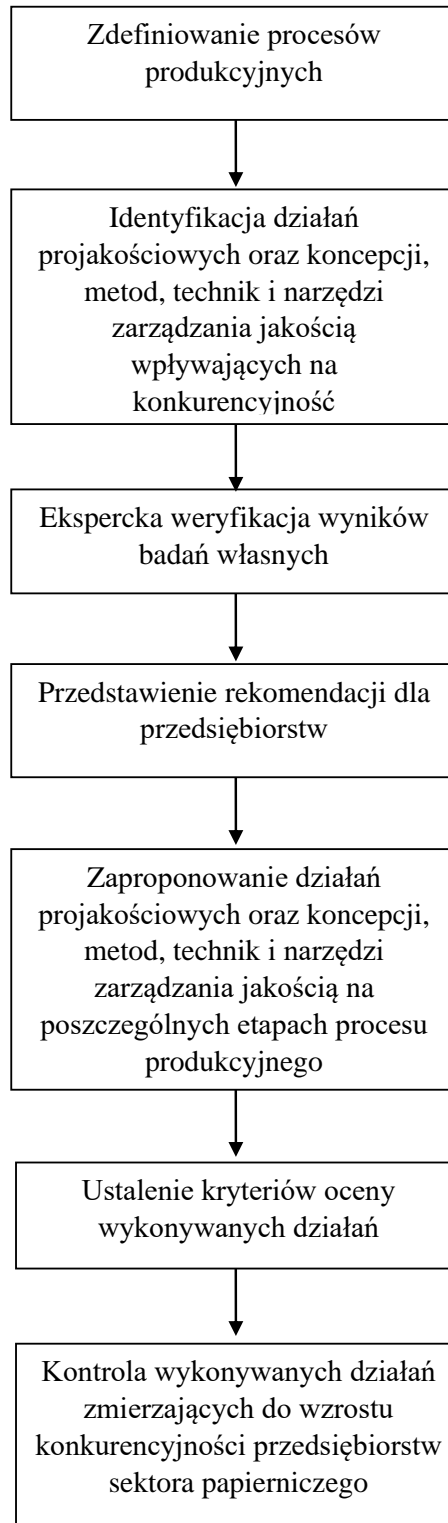 Zdefiniowanie procesów
produkcyjnych
Identyfikacja działań
projakościowych oraz koncepcji,
metod, technik i narzędzi
zarządzania jakością
wpływających na
konkurencyjność
Ekspercka weryfikacja wyników
badań własnych
Przedstawienie rekomendacji dla
przedsiębiorstw
Zaproponowanie działań
projakościowych oraz koncepcji,
metod, technik i narzędzi
zarządzania jakością na
poszczególnych etapach procesu
produkcyjnego
Ustalenie kryteriów oceny
wykonywanych działań
Kontrola wykonywanych działań
zmierzających do wzrostu
konkurencyjności przedsiębiorstw
sektora papierniczego